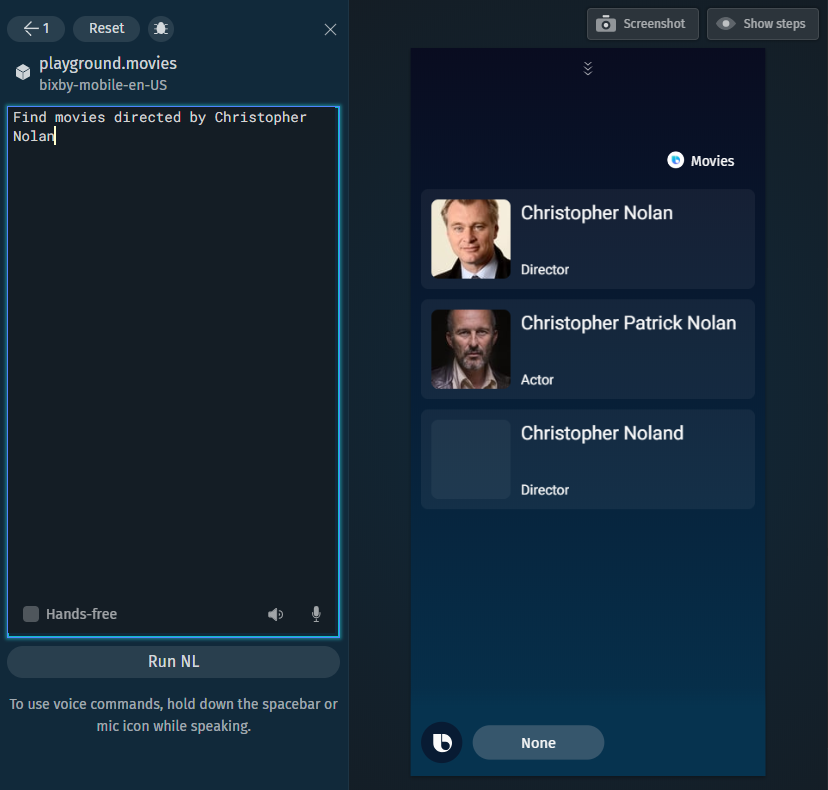 1
Reset
playground.movies
bixby-mobile-en-US
Find movies directed by Christopher
Nolan
Hands-free
Run NL
To use voice commands, hold down the spacebar or
mic icon while speaking.
Screenshot
Show steps
Movies
Christopher Nolan
Director
Christopher Patrick Nolan
Actor
Christopher Noland
Director
None